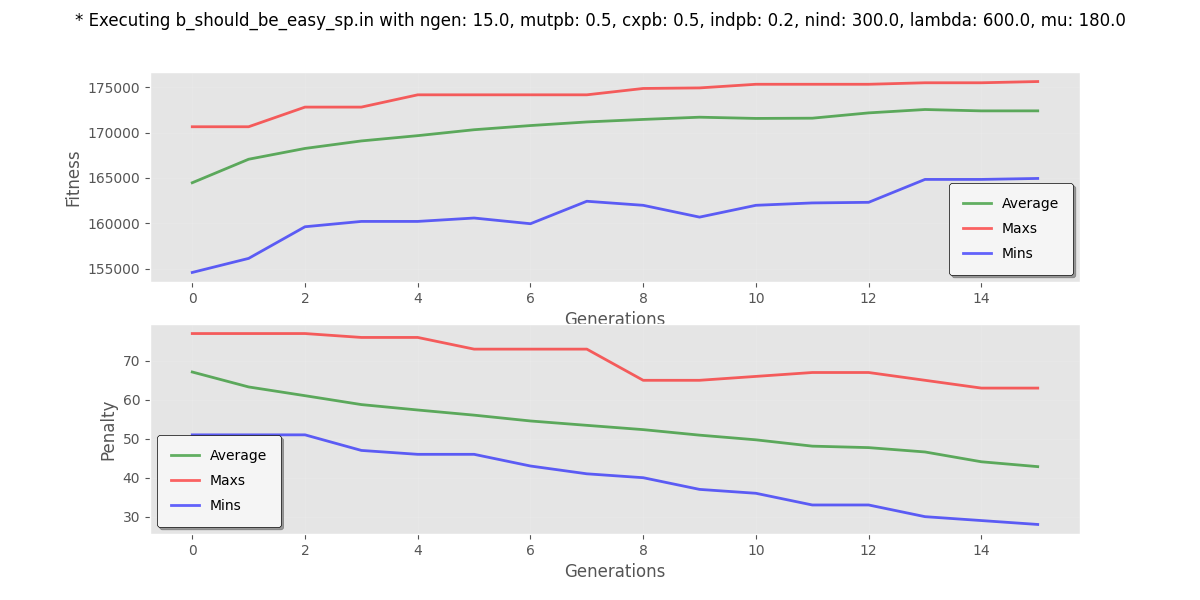 * Executing b_should_be_easy_sp.in with ngen: 15.0, mutpb: 0.5, cxpb: 0.5, indpb: 0.2, nind: 300.0, lambda: 600.0, mu: 180.0
175000
170000
165000
160000
155000
Fitness
Average
Maxs
Mins
0 2 4 6 8 10 12 14
Generations
70
60
50
40
30
Penalty
Average
Maxs
Mins
0 2 4 6 8 10 12 14
Generations